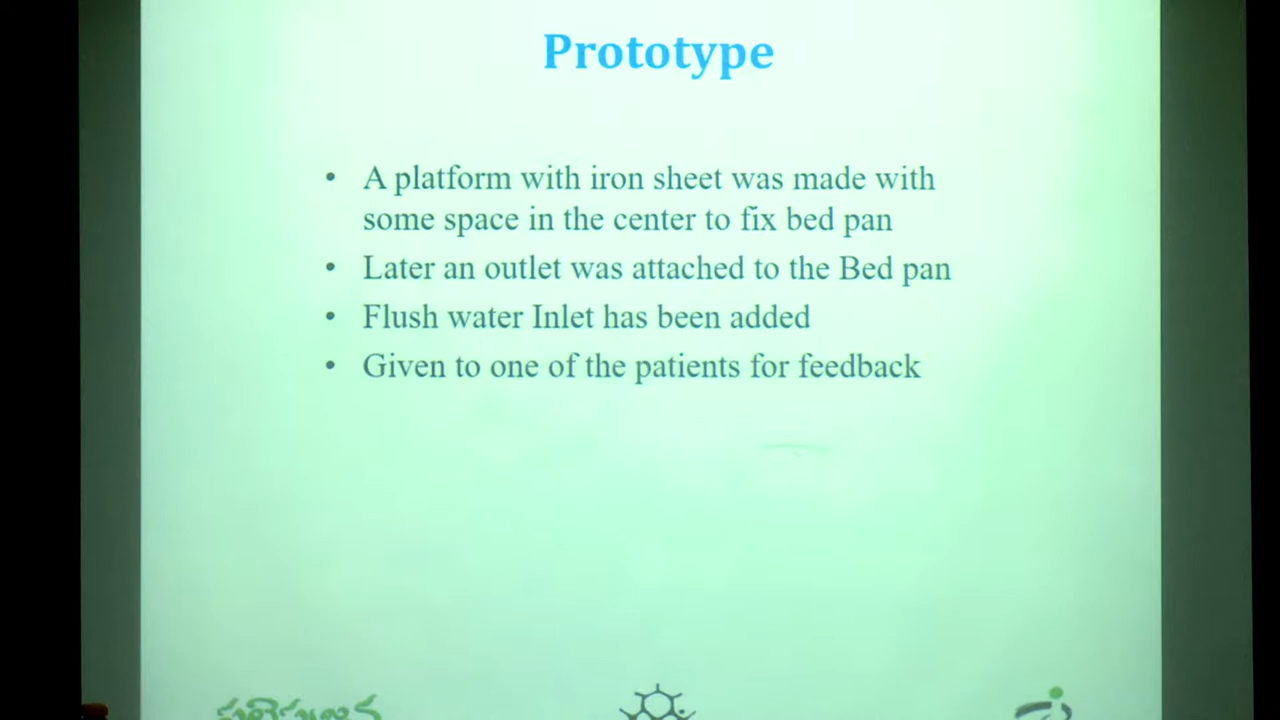 Prototype
• A platform with iron sheet was made with
some space in the center to fix bed pan
• Later an outlet was attached to the Bed pan
• Flush water Inlet has been added
• Given to one of the patients for feedback